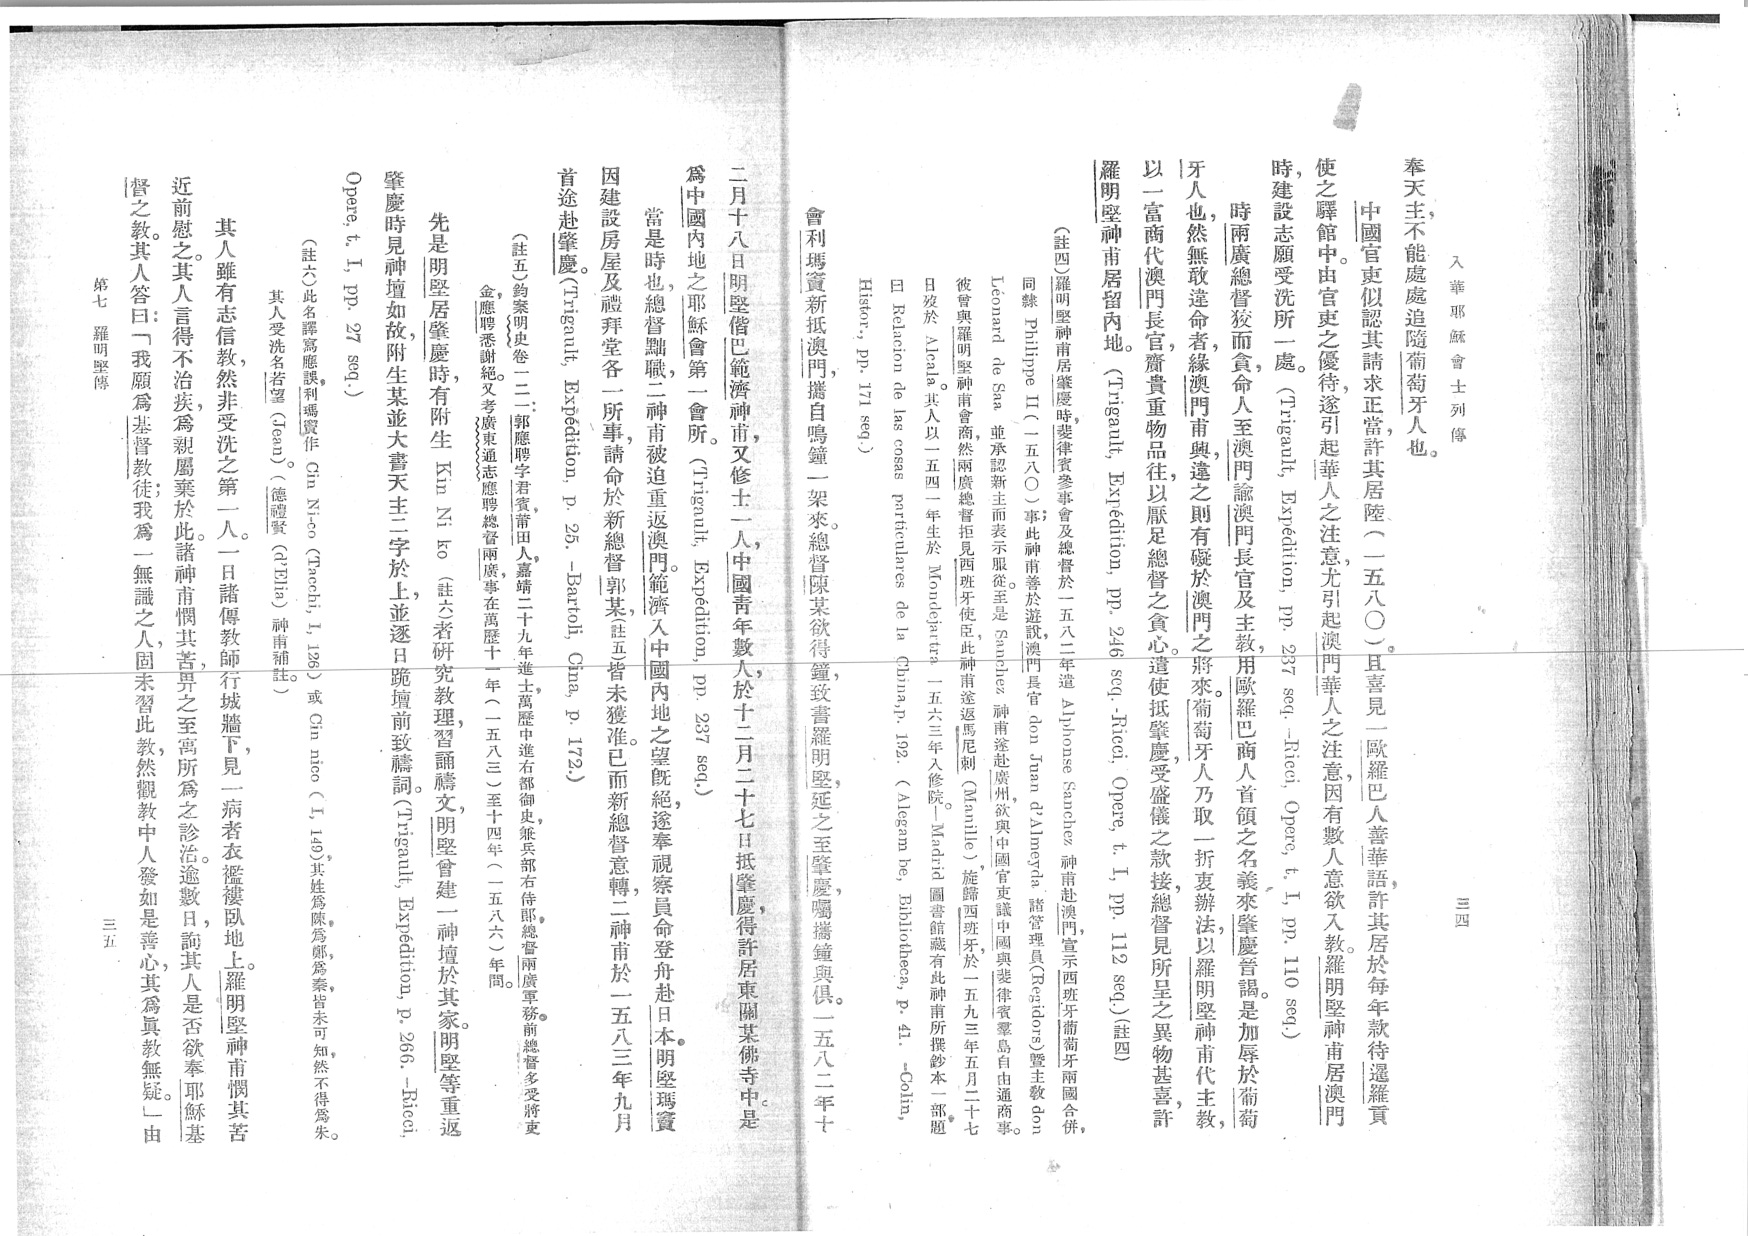 入華耶穌會士列傳
三四
奉天主，不能處處追隨葡萄牙人也。
中國官吏似認其請求正當，許其居陸（一五八〇）。且喜見一歐羅巴人善華語，許其居於每年款待暹羅貢
使之驛館中。由官吏之優待，遂引起華人之注意，尤引起澳門華人之注意，因有數人意欲入教。羅明堅神甫居澳門
時，建設志願受洗所一處。(Trigault, Expédition, pp. 237 seq. –Ricci, Opere, t. I, pp. 110 seq.)
時兩廣總督狡而貪，命人至澳門諭澳門長官及主教，用歐羅巴商人首領之名義來肇慶晉謁。是加辱於葡萄
牙人也，然無敢違命者，緣澳門甫興，違之則有礙於澳門之將來。葡萄牙人乃取一折衷辦法，以羅明堅神甫代主教，
以一富商代澳門長官，齎貴重物品往，以厭足總督之貪心。遣使抵肇慶，受盛儀之款接，總督見所呈之異物甚喜，許
羅明堅神甫居留內地。(Trigault, Expédition, pp. 246 seq. -Ricci, Opere, t. I, pp. 112 seq.)(註四)
（註四）羅明堅神甫居肇慶時，斐律賓參事會及總督於一五八二年遣 Alphonse Sanchez 神甫赴澳門，宣示西班牙葡萄牙兩國合併，
同隸 Philippe II（一五八〇）事；此神甫善於遊說，澳門長官 don Juan d'Almeyda 諸管理員(Regidors)暨主教 don
Léonard de Saa 並承認新主而表示服從。至是 Sanchez 神甫遂赴廣州，欲與中國官吏議中國與斐律賓羣島自由通商事。
彼曾與羅明堅神甫會商，然兩廣總督拒見西班牙使臣，此神甫遂返馬尼剌 (Manille)，旋歸西班牙，於一五九三年五月二十七
日歿於 Alcala。其人以一五四一年生於 Mondejartra 一五六三年入修院。—Madrid 圖書館藏有此神甫所撰鈔本一部，題
曰 Relacion de las cosas particulares de la China,p. 192. (Alegambe, Bibliotheca, p. 41. –Colin,
Histor., pp. 171 seq.)
會利瑪竇新抵澳門，攜自鳴鐘一架來。總督陳某欲得鐘，致書羅明堅，延之至肇慶，囑攜鐘與俱。一五八二年十
二月十八日明堅偕巴範濟神甫，又修士一人，中國青年數人，於十二月二十七日抵肇慶，得許居東關某佛寺中。是
爲中國內地之耶穌會第一會所。(Trigault, Expédition, pp. 237 seq.)
當是時也，總督黜職，二神甫被迫重返澳門。範濟入中國內地之望旣絕，遂奉視察員命登舟赴日本。明堅瑪竇
因建設房屋及禮拜堂各一所事，請命於新總督郭某，(註五)皆未獲准。已而新總督意轉，二神甫於一五八三年九月
首途赴肇慶。(Trigault, Expédition, p. 25. –Bartoli, China, p. 172.)
（註五）鈞案明史卷二二一：郭應聘字君賓，莆田人，嘉靖二十九年進士，萬歷中進右都御史，兼兵部右侍郎，總督兩廣軍務。前總督多受將吏
金，應聘悉謝絕。又考廣東通志應聘總督兩廣，事在萬歷十一年（一五八三）至十四年（一五八六）年間。
先是明堅居肇慶時，有附生 Kin Ni ko （註六）者研究教理，習誦禱文，明堅曾建一神壇於其家。明堅等重返
肇慶時見神壇如故，附生某並大書天主二字於上，並逐日跪壇前致禱詞。(Trigault, Expédition, p. 266. –Ricci,
Opere, t. I, pp. 27 seq.)
（註六）此名譯寫應誤，利瑪竇作 Cin Ni-co (Tacchi, I, 126) 或 Cin nico ( I, 149)，其姓爲陳，爲鄭，爲秦，皆未可知，然不得爲朱。
其人受洗名若望 (Jean)。（德禮賢 (d'Elia) 神甫補註。）
其人雖有志信教，然非受洗之第一人。一日諸傳教師行城牆下，見一病者衣襤褸臥地上。羅明堅神甫憫其苦，
近前慰之。其人言得不治疾，爲親屬棄於此。諸神甫憫其苦，舁之至寓所，爲之診治。逾數日，詢其人是否欲奉耶穌基
督之教。其人答曰：「我願爲基督教徒；我爲一無識之人，固未習此教，然觀教中人發如是善心，其爲眞教無疑。」由
第七　羅明堅傳
三五